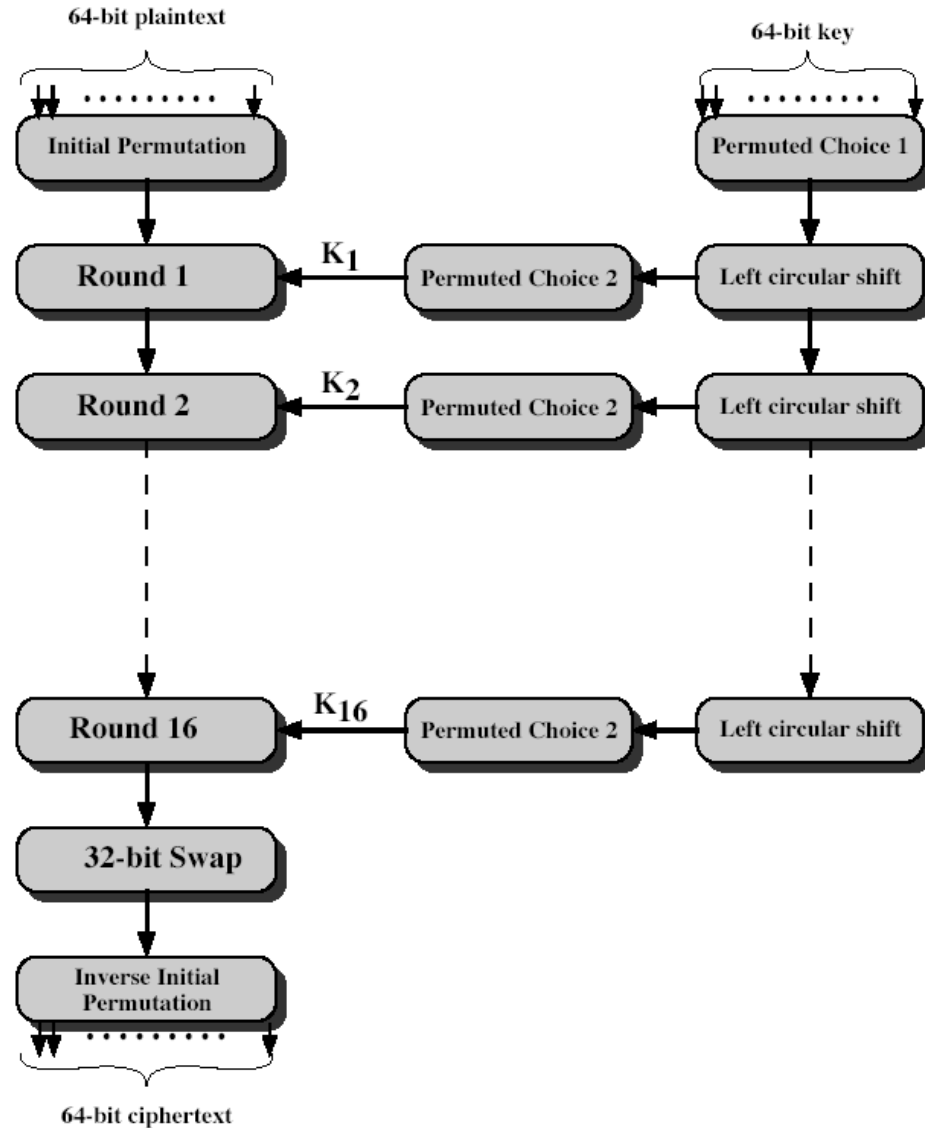 64-bit plaintext
64-bit key
Initial Permutation
Permuted Choice 1
Round 1
K1
Permuted Choice 2
Left circular shift
Round 2
K2
Permuted Choice 2
Left circular shift
Round 16
K16
Permuted Choice 2
Left circular shift
32-bit Swap
Inverse Initial
Permutation
64-bit ciphertext